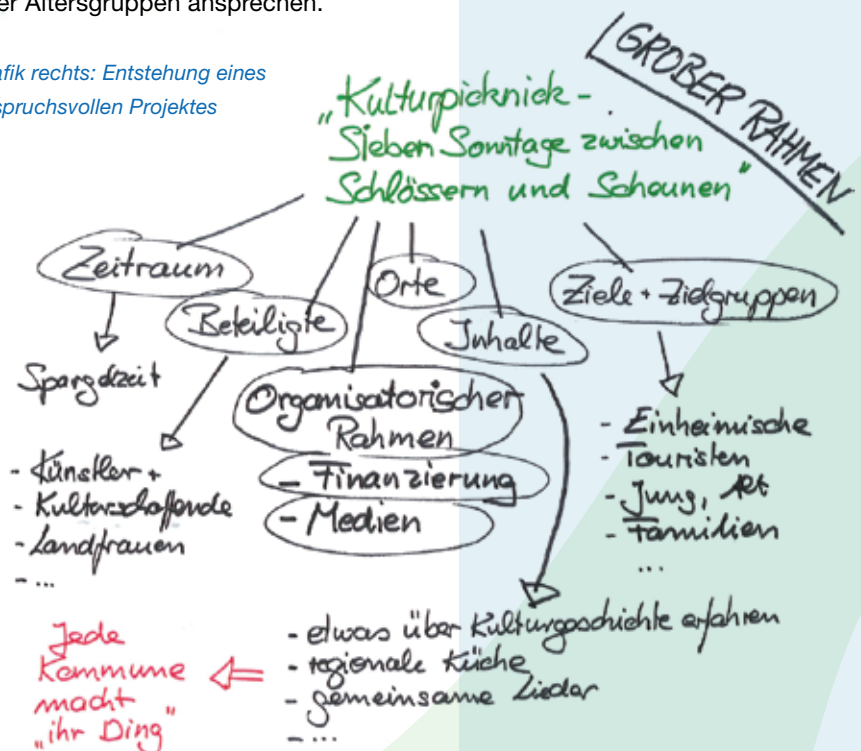 er Altersgruppen ansprechen.
afik rechts: Entstehung eines
spruchsvollen Projektes
GROBER RAHMEN
„Kulturpicknick -
Sieben Sonntage zwischen
Schlössern und Scheunen"
Zeitraum
Beteiligte
Orte
Inhalte
Ziele + Zielgruppen
Spargelzeit
Organisatorischer
Rahmen
- Finanzierung
- Medien
- Künstler +
- Kulturschaffende
- Landfrauen
- ...
- Einheimische
- Touristen
- Jung, Alt
- Familien
...
- etwas über Kulturgeschichte erfahren
- regionale Küche
- gemeinsame Lieder
- ...
Jede
Kommune
macht
„ihr Ding"